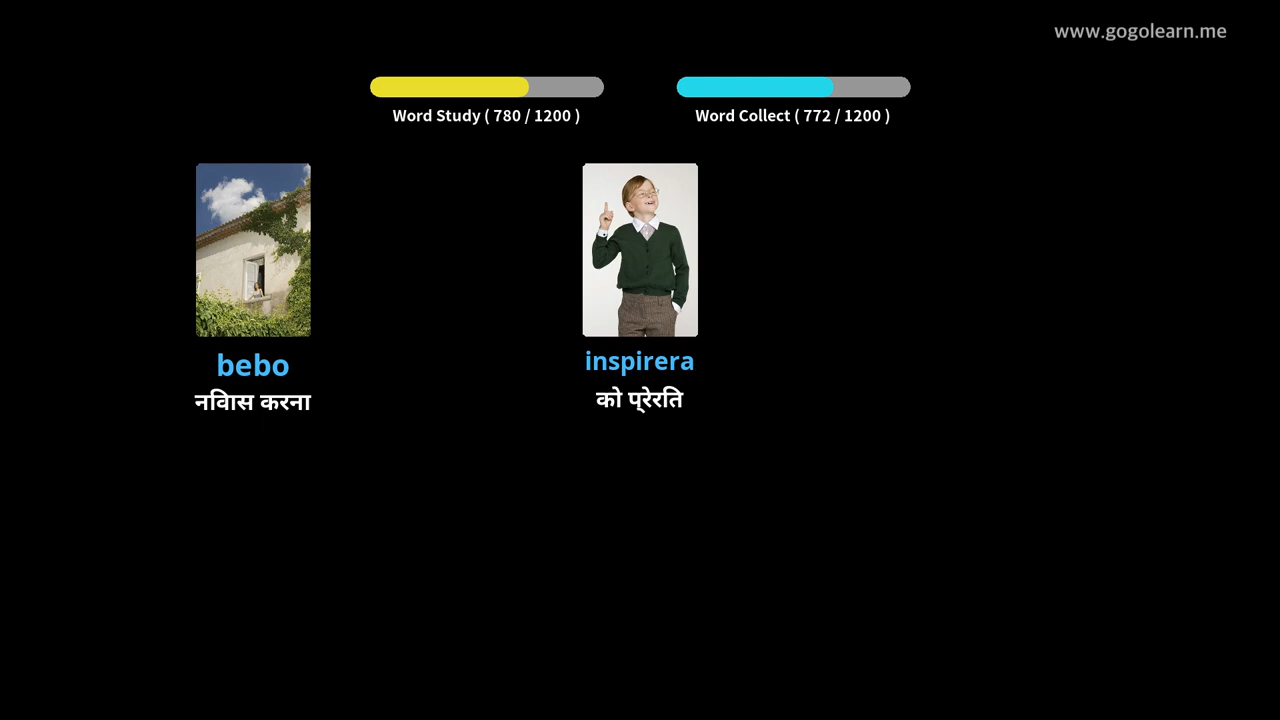 www.gogolearn.me
Word Study ( 780 / 1200 )
Word Collect ( 772 / 1200 )
bebo
inspirera
निवास करना
को प्रेरित